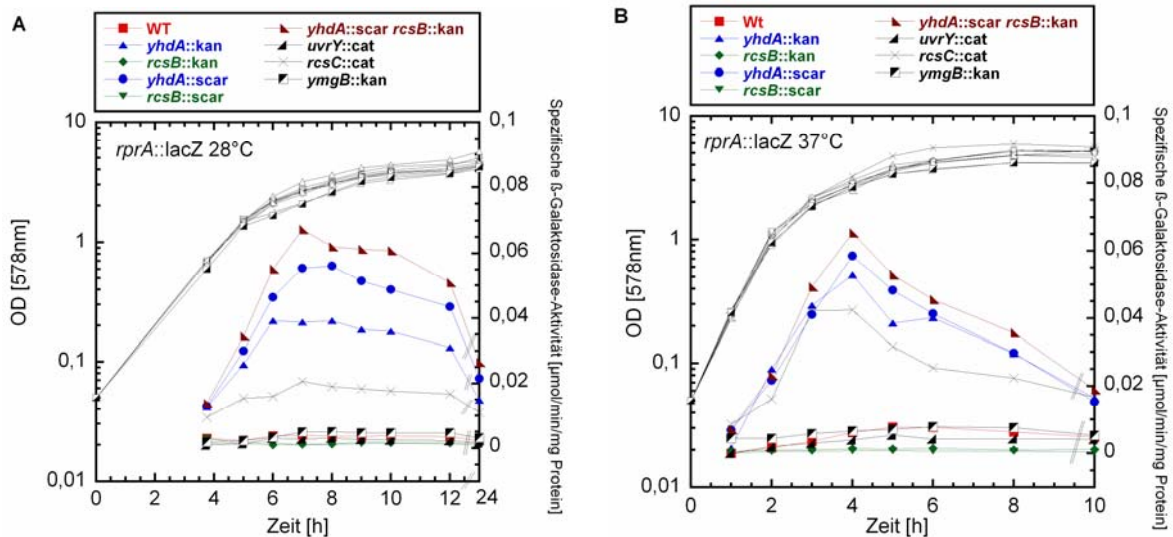 A
WT
yhdA::kan
rcsB::kan
yhdA::scar
rcsB::scar
yhdA::scar rcsB::kan
uvrY::cat
rcsC::cat
ymgB::kan
rprA::lacZ 28°C
OD [578nm]
10
1
0,1
0,01
0,1
0,08
0,06
0,04
0,02
0
Spezifische ß-Galaktosidase-Aktivität [µmol/min/mg Protein]
0
2
4
6
8
10
12
24
Zeit [h]
B
Wt
yhdA::kan
rcsB::kan
yhdA::scar
rcsB::scar
yhdA::scar rcsB::kan
uvrY::cat
rcsC::cat
ymgB::kan
rprA::lacZ 37°C
OD [578nm]
10
1
0,1
0,01
0,1
0,08
0,06
0,04
0,02
0
Spezifische ß-Galaktosidase-Aktivität [µmol/min/mg Protein]
0
2
4
6
8
10
Zeit [h]